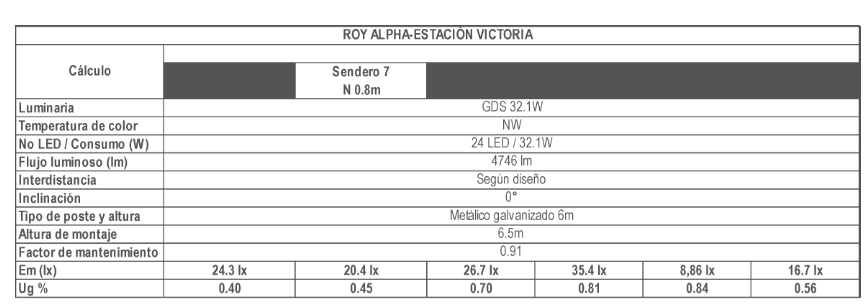 ROY ALPHA-ESTACIÓN VICTORIA
Cálculo
Sendero 7
N 0.8m
Luminaria GDS 32.1W
Temperatura de color NW
No LED / Consumo (W) 24 LED / 32.1W
Flujo luminoso (lm) 4746 lm
Interdistancia Según diseño
Inclinación 0°
Tipo de poste y altura Metálico galvanizado 6m
Altura de montaje 6.5m
Factor de mantenimiento 0.91
Em (lx) 24.3 lx 20.4 lx 26.7 lx 35.4 lx 8,86 lx 16.7 lx
Ug % 0.40 0.45 0.70 0.81 0.84 0.56